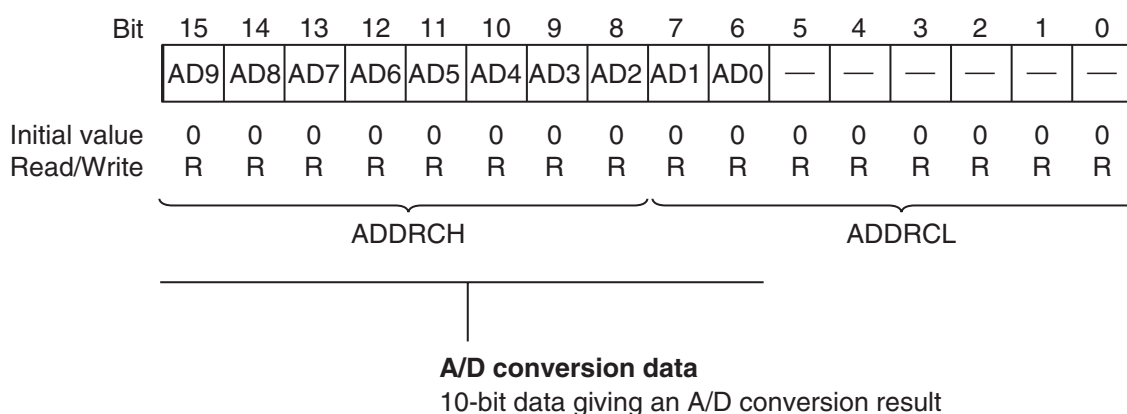 Bit 15 14 13 12 11 10 9 8 7 6 5 4 3 2 1 0
AD9 AD8 AD7 AD6 AD5 AD4 AD3 AD2 AD1 AD0 — — — — — —
Initial value 0 0 0 0 0 0 0 0 0 0 0 0 0 0 0 0
Read/Write R R R R R R R R R R R R R R R R
ADDRCH ADDRCL
A/D conversion data
10-bit data giving an A/D conversion result